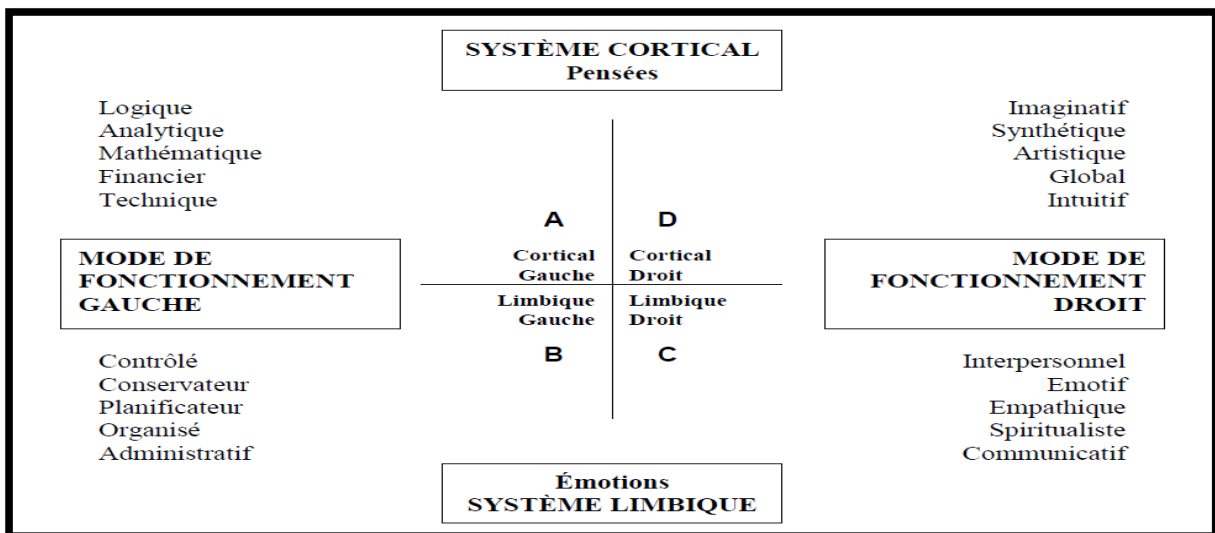 SYSTÈME CORTICAL
Pensées
Logique
Analytique
Mathématique
Financier
Technique
Imaginatif
Synthétique
Artistique
Global
Intuitif
A
D
MODE DE
FONCTIONNEMENT
GAUCHE
Cortical
Gauche
Cortical
Droit
MODE DE
FONCTIONNEMENT
DROIT
Limbique
Gauche
Limbique
Droit
B
C
Contrôlé
Conservateur
Planificateur
Organisé
Administratif
Interpersonnel
Emotif
Empathique
Spiritualiste
Communicatif
Émotions
SYSTÈME LIMBIQUE